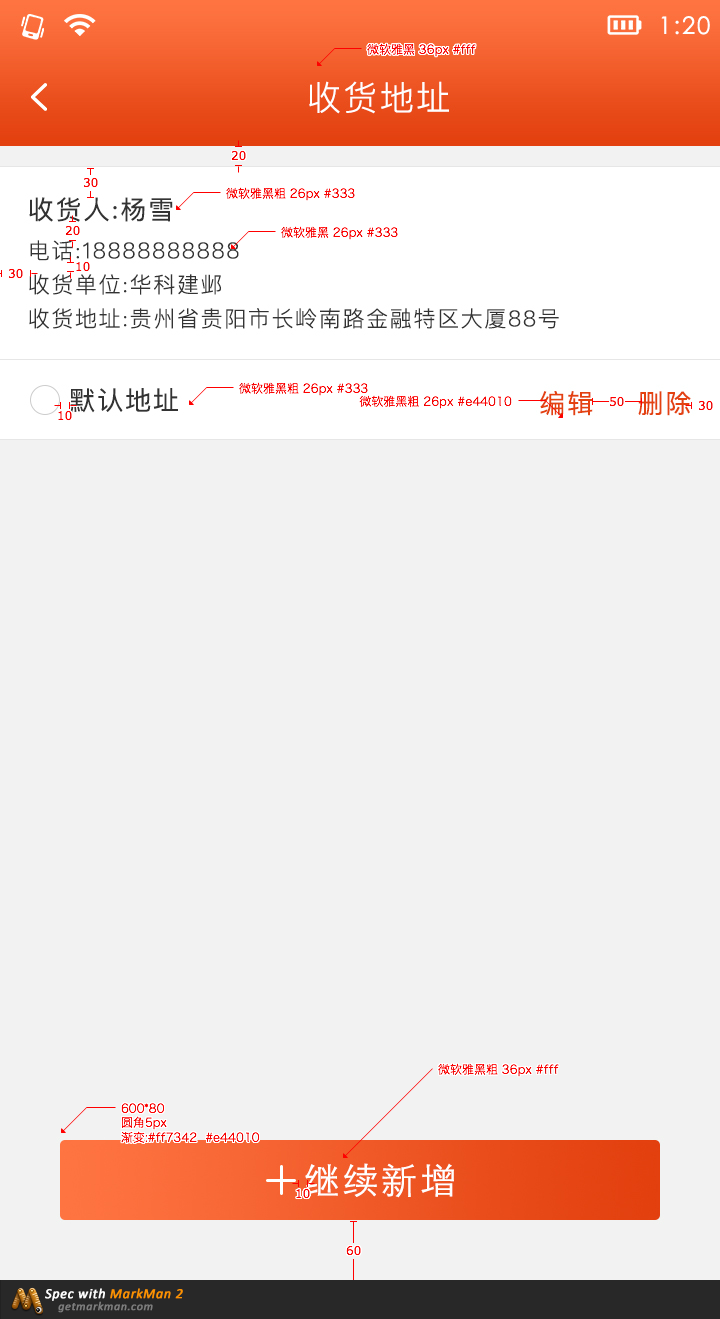 1:20
微软雅黑 36px #fff
收货地址
20
30
微软雅黑粗 26px #333
收货人:杨雪
20
微软雅黑 26px #333
电话:18888888888
10
30
收货单位:华科建邺
收货地址:贵州省贵阳市长岭南路金融特区大厦88号
微软雅黑粗 26px #333
默认地址
10
微软雅黑粗 26px #e44010
编辑
50
删除
30
微软雅黑粗 36px #fff
600*80
圆角5px
渐变:#ff7342 #e44010
十继续新增
10
60
Spec with MarkMan 2
getmarkman.com